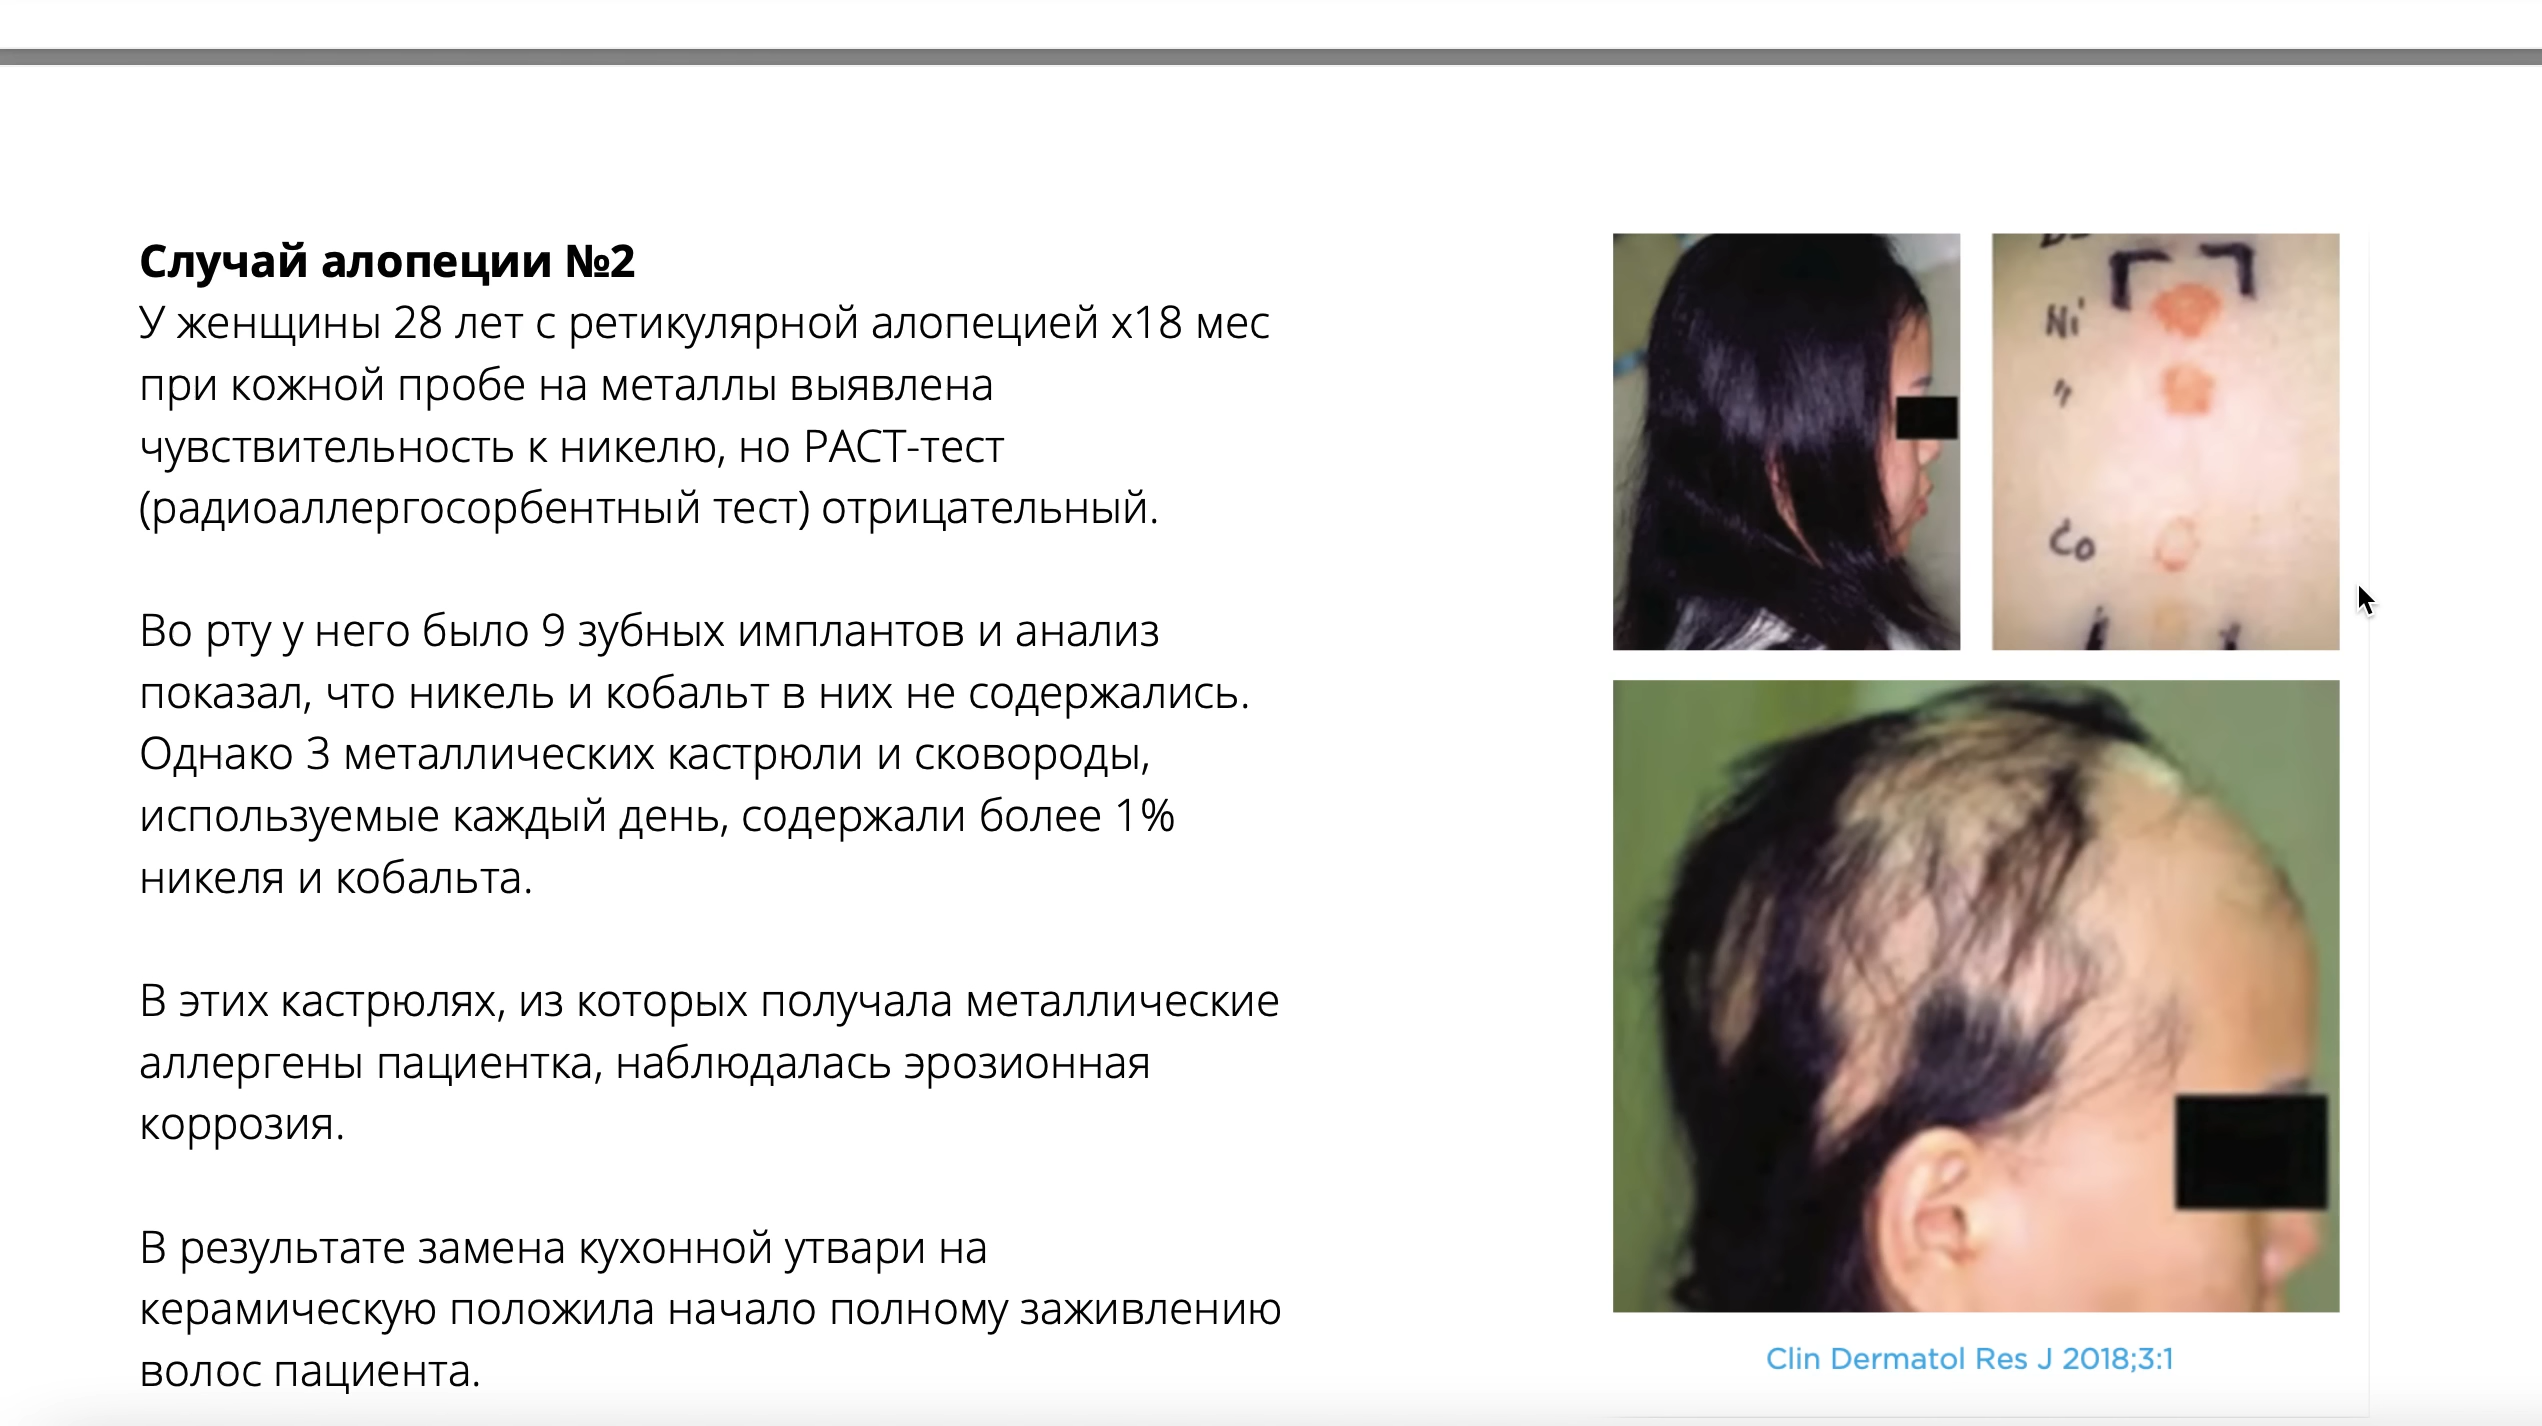 Случай алопеции №2
У женщины 28 лет с ретикулярной алопецией x18 мес
при кожной пробе на металлы выявлена
чувствительность к никелю, но РАСТ-тест
(радиоаллергосорбентный тест) отрицательный.
Во рту у него было 9 зубных имплантов и анализ
показал, что никель и кобальт в них не содержались.
Однако 3 металлических кастрюли и сковороды,
используемые каждый день, содержали более 1%
никеля и кобальта.
В этих кастрюлях, из которых получала металлические
аллергены пациентка, наблюдалась эрозионная
коррозия.
В результате замена кухонной утвари на
керамическую положила начало полному заживлению
волос пациента.
Ni
"
Co
Clin Dermatol Res J 2018;3:1